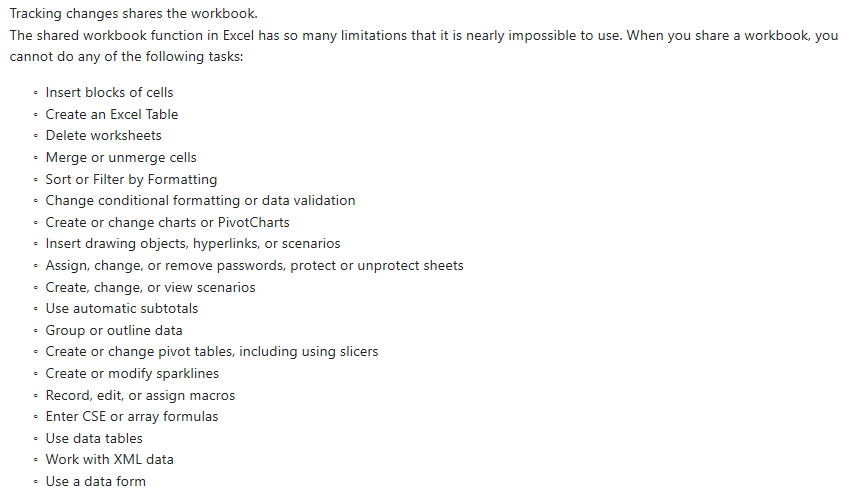 Tracking changes shares the workbook.
The shared workbook function in Excel has so many limitations that it is nearly impossible to use. When you share a workbook, you
cannot do any of the following tasks:
◦ Insert blocks of cells
◦ Create an Excel Table
◦ Delete worksheets
◦ Merge or unmerge cells
◦ Sort or Filter by Formatting
◦ Change conditional formatting or data validation
◦ Create or change charts or PivotCharts
◦ Insert drawing objects, hyperlinks, or scenarios
◦ Assign, change, or remove passwords, protect or unprotect sheets
◦ Create, change, or view scenarios
◦ Use automatic subtotals
◦ Group or outline data
◦ Create or change pivot tables, including using slicers
◦ Create or modify sparklines
◦ Record, edit, or assign macros
◦ Enter CSE or array formulas
◦ Use data tables
◦ Work with XML data
◦ Use a data form